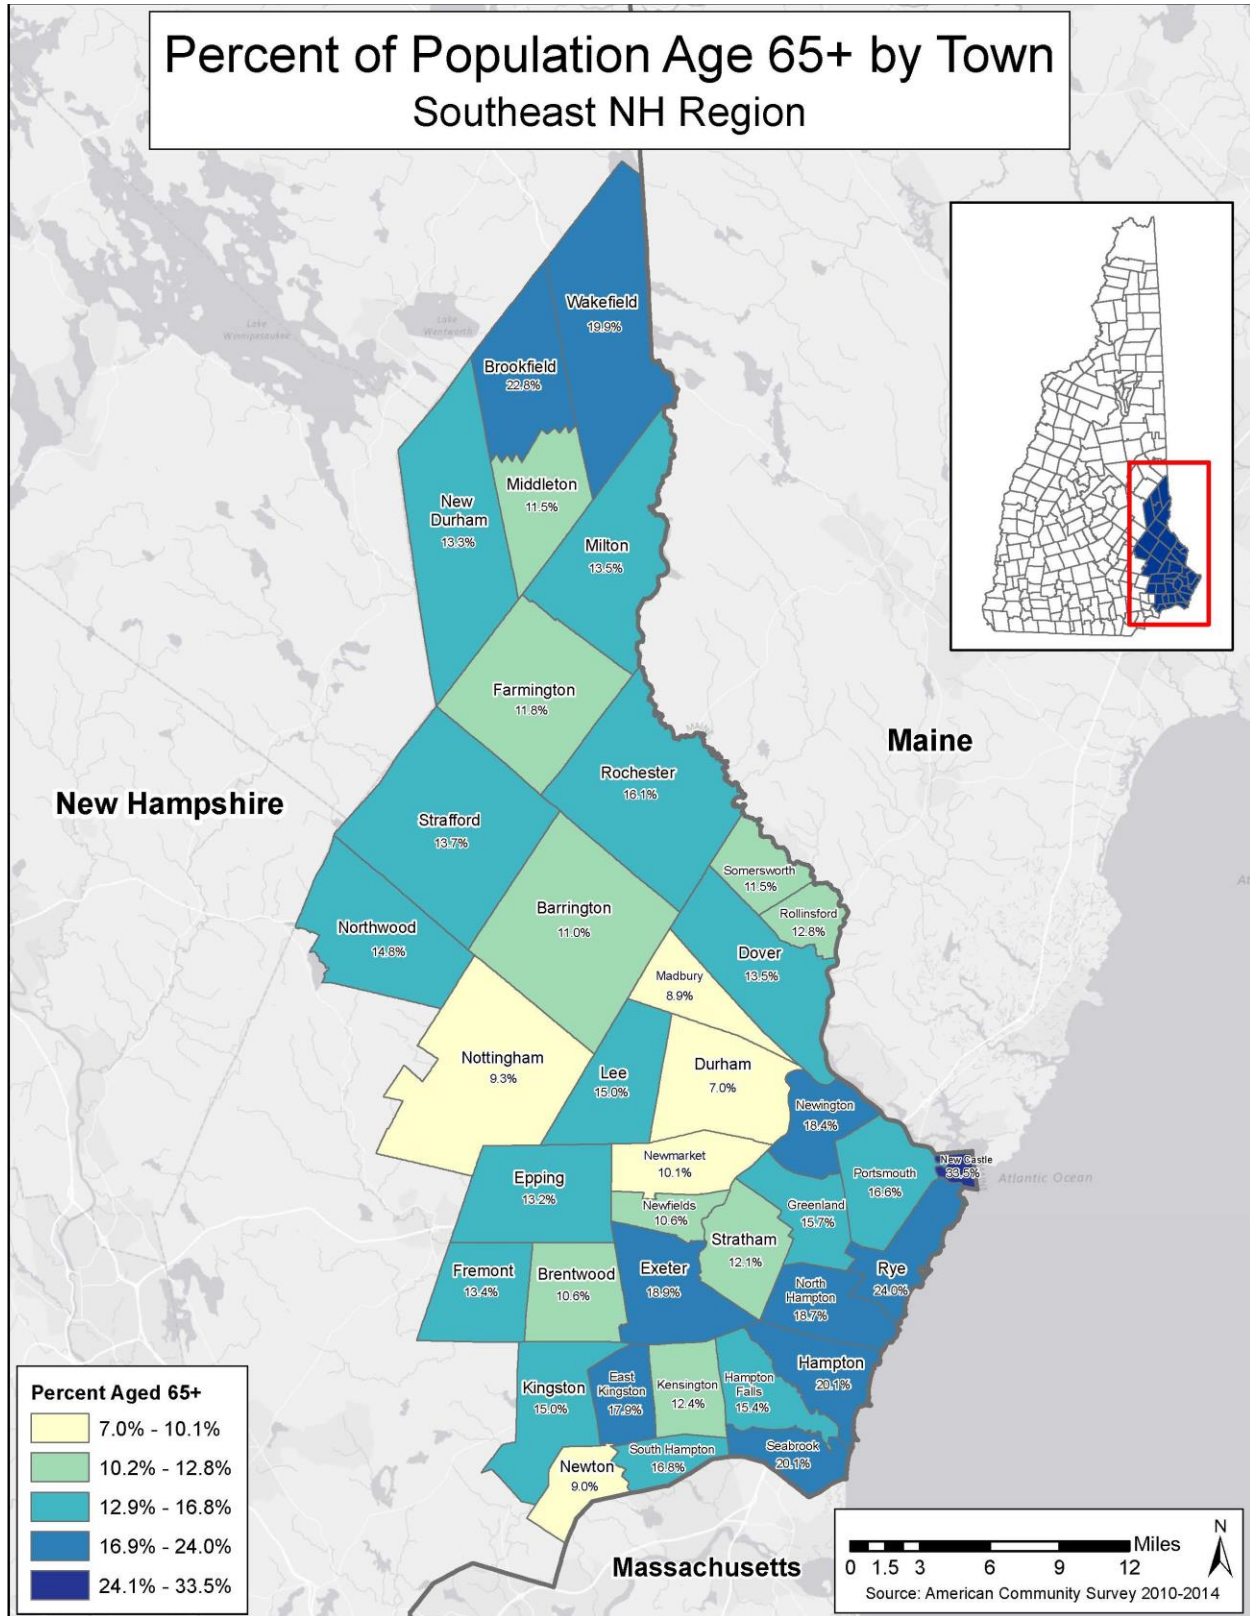 Percent of Population Age 65+ by Town
Southeast NH Region
Lake
Winnipesaukee
Lake
Wentworth
Wakefield
19.9%
Brookfield
22.8%
Middleton
11.5%
New
Durham
13.3%
Milton
13.5%
Farmington
11.8%
MAINE
Maine
New Hampshire
Rochester
16.1%
Strafford
13.7%
Somersworth
11.5%
Rollinsford
12.8%
Barrington
11.0%
Northwood
14.8%
Dover
13.5%
Madbury
8.9%
Nottingham
9.3%
Lee
15.0%
Durham
7.0%
Newington
18.4%
Newmarket
10.1%
New Castle
33.5%
Atlantic Ocean
Portsmouth
16.6%
Epping
13.2%
Newfields
10.6%
Greenland
15.7%
Stratham
12.1%
Fremont
13.4%
Brentwood
10.6%
Exeter
18.9%
Rye
24.0%
North
Hampton
18.7%
Hampton
20.1%
Kingston
15.0%
East
Kingston
17.9%
Kensington
12.4%
Hampton
Falls
15.4%
South Hampton
16.8%
Seabrook
20.1%
Newton
9.0%
Massachusetts
Percent Aged 65+
7.0% - 10.1%
10.2% - 12.8%
12.9% - 16.8%
16.9% - 24.0%
24.1% - 33.5%
N
Miles
0 1.5 3 6 9 12
Source: American Community Survey 2010-2014